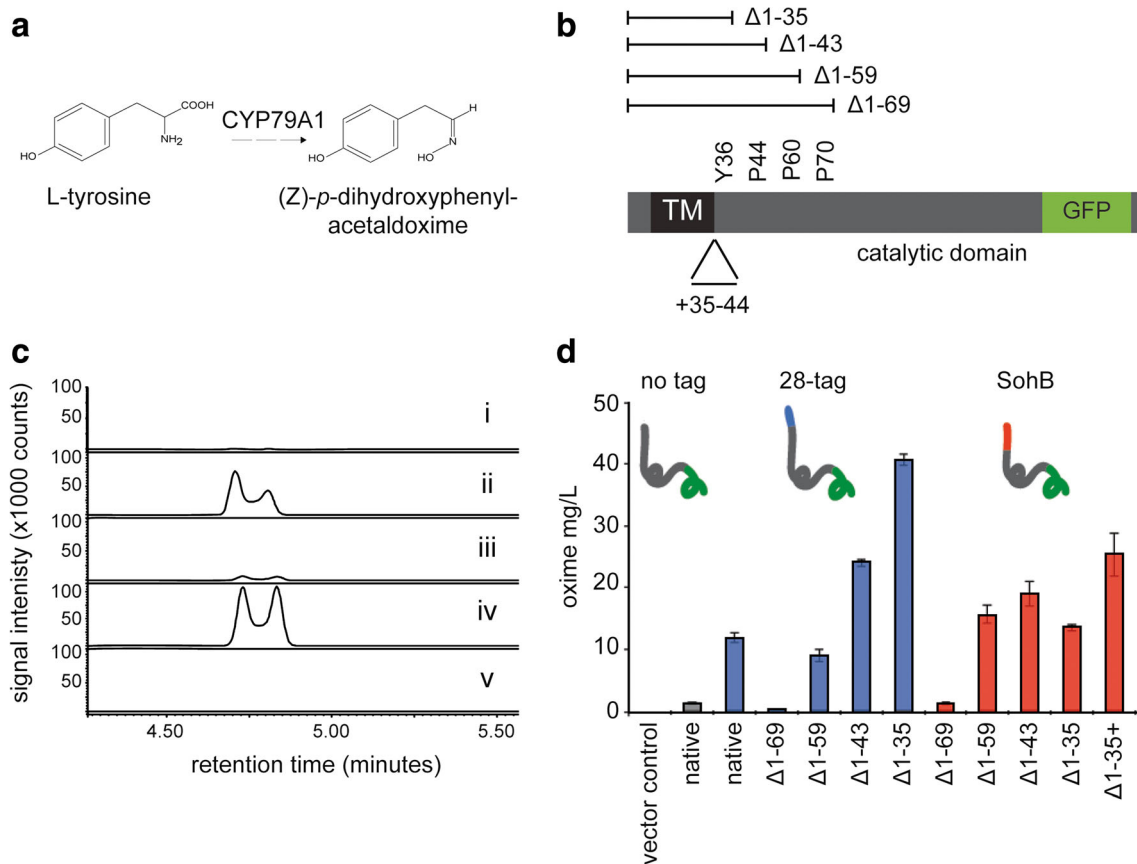 a
COOH
NH2
HO
L-tyrosine
CYP79A1
H
N
HO
HO
(Z)-p-dihydroxyphenyl-
acetaldoxime
b
Δ1-35
Δ1-43
Δ1-59
Δ1-69
Y36
P44
P60
P70
TM
GFP
catalytic domain
+35-44
c
signal intenisty (x1000 counts)
100
50
i
100
50
ii
100
50
iii
100
50
iv
100
50
v
4.50
5.00
5.50
retention time (minutes)
d
no tag
28-tag
SohB
oxime mg/L
50
40
30
20
10
0
vector control
native
native
Δ1-69
Δ1-59
Δ1-43
Δ1-35
Δ1-69
Δ1-59
Δ1-43
Δ1-35
Δ1-35+